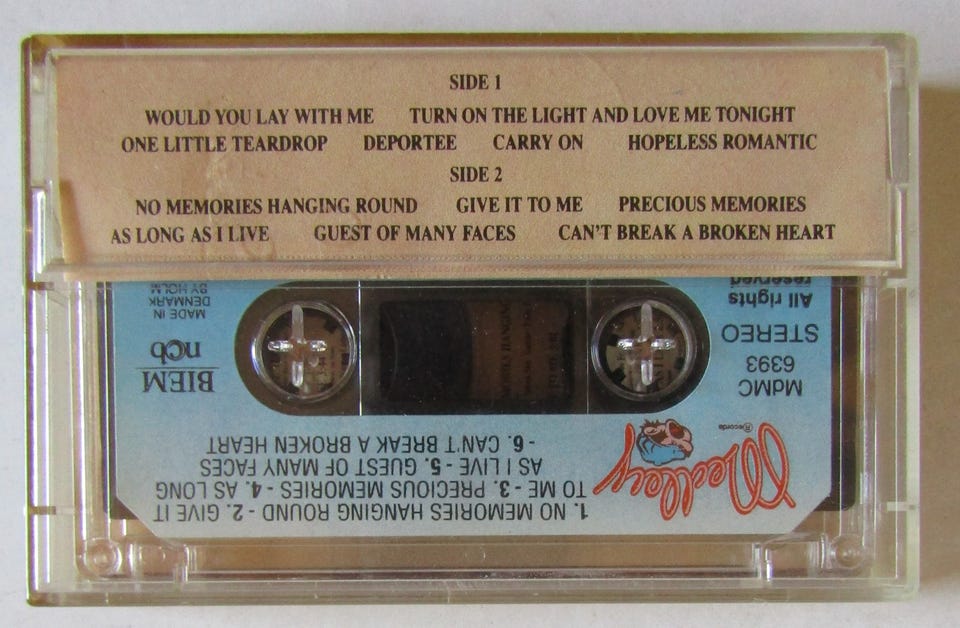 SIDE 1
WOULD YOU LAY WITH ME TURN ON THE LIGHT AND LOVE ME TONIGHT
ONE LITTLE TEARDROP DEPORTEE CARRY ON HOPELESS ROMANTIC
SIDE 2
NO MEMORIES HANGING ROUND GIVE IT TO ME PRECIOUS MEMORIES
AS LONG AS I LIVE GUEST OF MANY FACES CAN'T BREAK A BROKEN HEART
1. NO MEMORIES HANGING ROUND - 2. GIVE IT
TO ME - 3. PRECIOUS MEMORIES - 4. AS LONG
AS I LIVE - 5. GUEST OF MANY FACES
- 6. CAN'T BREAK A BROKEN HEART
Medley
Records
MdMC
6393
STEREO
All rights
reserved
BIEM
ncb
MADE IN
DENMARK
BY HOLM